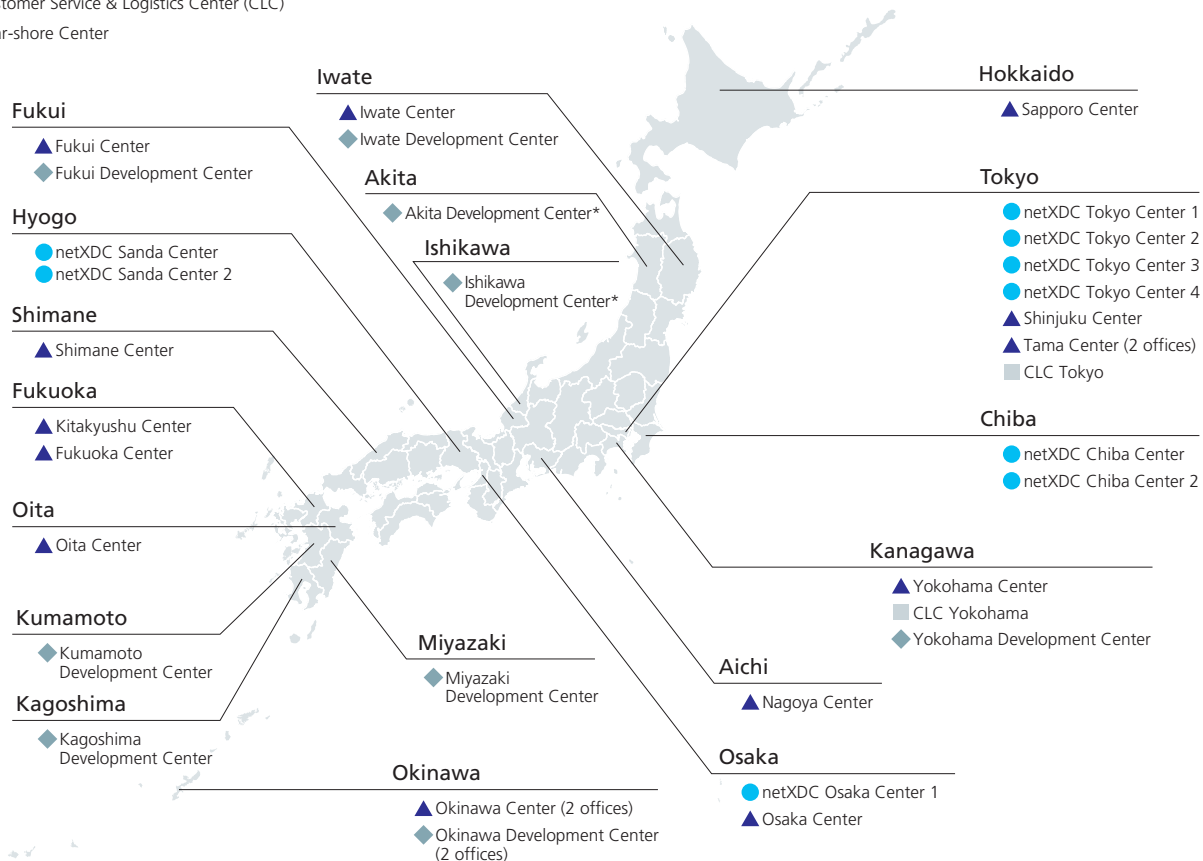 Service & Logistics Center (CLC)
Center
Fukui
Fukui Center
Fukui Development Center
Hyogo
netXDC Sanda Center
netXDC Sanda Center 2
Shimane
Shimane Center
Fukuoka
Kitakyushu Center
Fukuoka Center
Oita
Oita Center
Kumamoto
Kumamoto
Development Center
Kagoshima
Kagoshima
Development Center
Iwate
Iwate Center
Iwate Development Center
Akita
Akita Development Center*
Ishikawa
Ishikawa
Development Center*
Miyazaki
Miyazaki
Development Center
Okinawa
Okinawa Center (2 offices)
Okinawa Development Center
(2 offices)
Hokkaido
Sapporo Center
Tokyo
netXDC Tokyo Center 1
netXDC Tokyo Center 2
netXDC Tokyo Center 3
netXDC Tokyo Center 4
Shinjuku Center
Tama Center (2 offices)
CLC Tokyo
Chiba
netXDC Chiba Center
netXDC Chiba Center 2
Kanagawa
Yokohama Center
CLC Yokohama
Yokohama Development Center
Aichi
Nagoya Center
Osaka
netXDC Osaka Center 1
Osaka Center